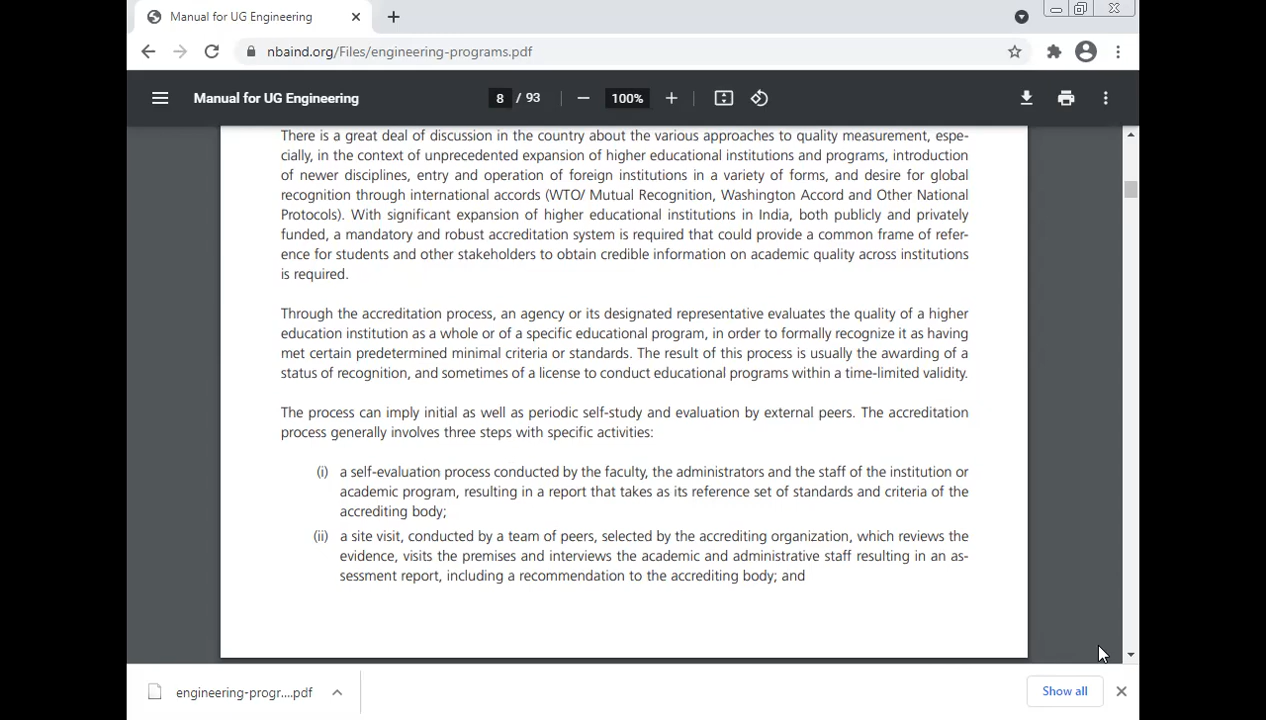 Manual for UG Engineering
nbaind.org/Files/engineering-programs.pdf
Manual for UG Engineering
8 / 93
100%
There is a great deal of discussion in the country about the various approaches to quality measurement, espe-
cially, in the context of unprecedented expansion of higher educational institutions and programs, introduction
of newer disciplines, entry and operation of foreign institutions in a variety of forms, and desire for global
recognition through international accords (WTO/ Mutual Recognition, Washington Accord and Other National
Protocols). With significant expansion of higher educational institutions in India, both publicly and privately
funded, a mandatory and robust accreditation system is required that could provide a common frame of refer-
ence for students and other stakeholders to obtain credible information on academic quality across institutions
is required.
Through the accreditation process, an agency or its designated representative evaluates the quality of a higher
education institution as a whole or of a specific educational program, in order to formally recognize it as having
met certain predetermined minimal criteria or standards. The result of this process is usually the awarding of a
status of recognition, and sometimes of a license to conduct educational programs within a time-limited validity.
The process can imply initial as well as periodic self-study and evaluation by external peers. The accreditation
process generally involves three steps with specific activities:
(i) a self-evaluation process conducted by the faculty, the administrators and the staff of the institution or
academic program, resulting in a report that takes as its reference set of standards and criteria of the
accrediting body;
(ii) a site visit, conducted by a team of peers, selected by the accrediting organization, which reviews the
evidence, visits the premises and interviews the academic and administrative staff resulting in an as-
sessment report, including a recommendation to the accrediting body; and
engineering-progr....pdf
Show all